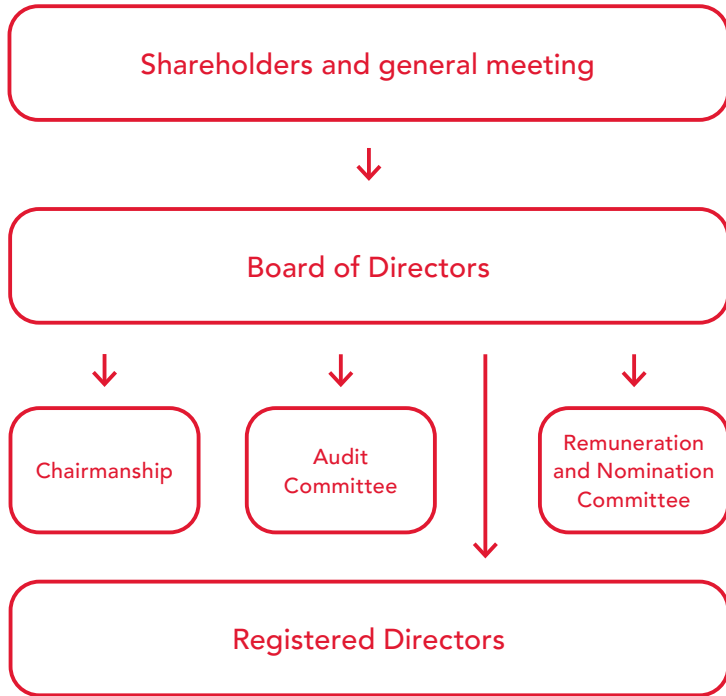 Shareholders and general meeting
Board of Directors
Chairmanship
Audit
Committee
Remuneration
and Nomination
Committee
Registered Directors